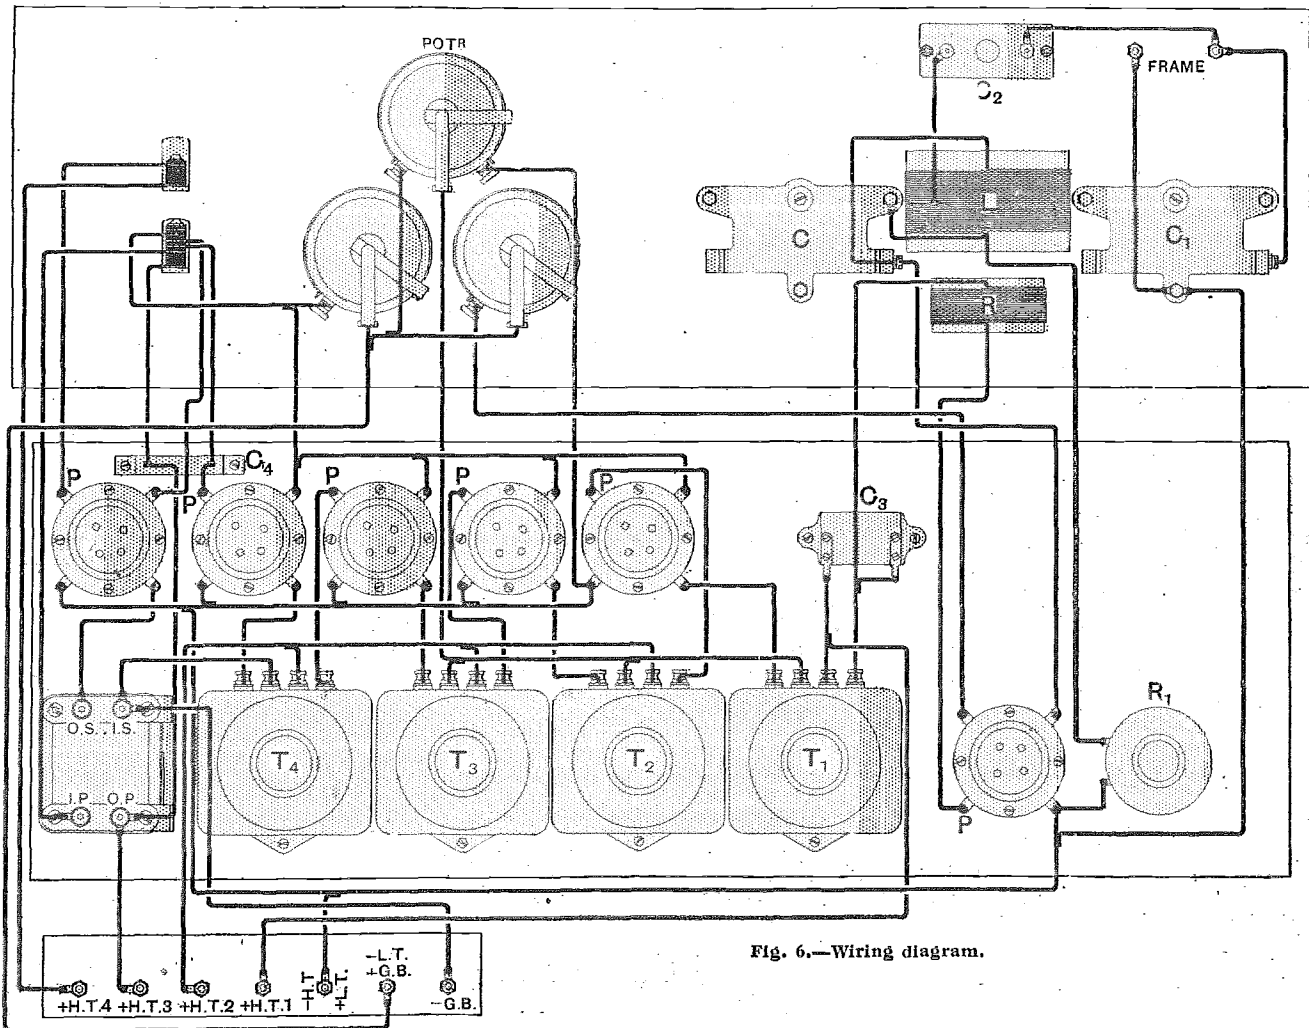 POTR
FRAME
C2
L
C
C1
R
C4
P
P
P
P
P
C3
O.S. I.S.
T4
T3
T2
T1
R1
I.P. O.P.
P
Fig. 6.—Wiring diagram.
+H.T.4 +H.T.3 +H.T.2 +H.T.1
-H.T.
+L.T.
-L.T.
+G.B.
-G.B.